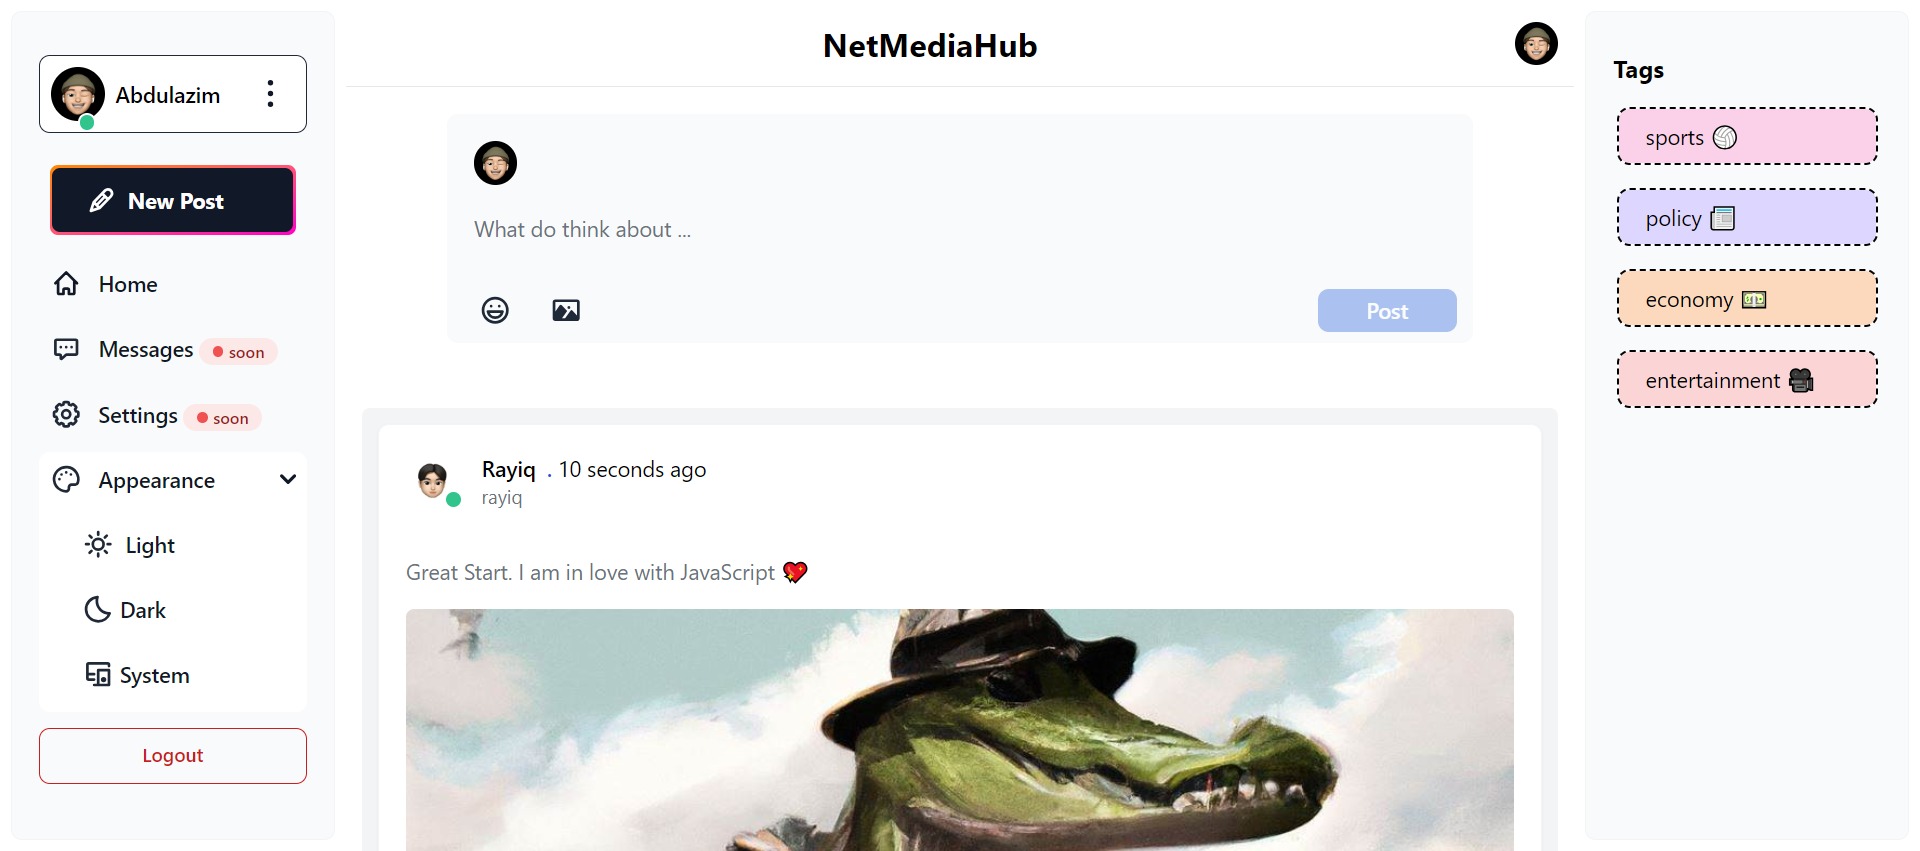 Abdulazim
New Post
Home
Messages soon
Settings soon
Appearance
Light
Dark
System
Logout
NetMediaHub
What do think about ...
Post
Rayiq . 10 seconds ago
rayiq
Great Start. I am in love with JavaScript 💖
Tags
sports 🏐
policy 📰
economy 💵
entertainment 🎥